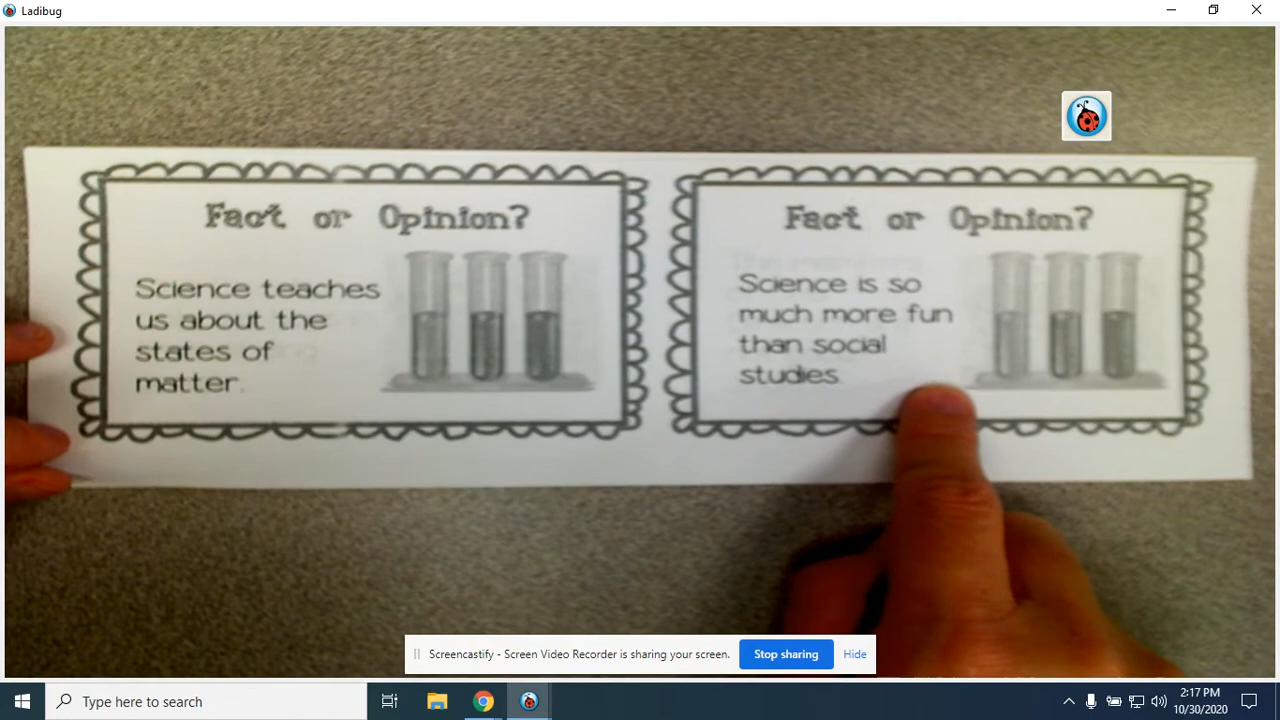 Ladibug
Fact or Opinion?
Science teaches
us about the
states of
matter.
Fact or Opinion?
Science is so
much more fun
than social
studies.
Screencastify - Screen Video Recorder is sharing your screen.
Stop sharing
Hide
Type here to search
2:17 PM
10/30/2020